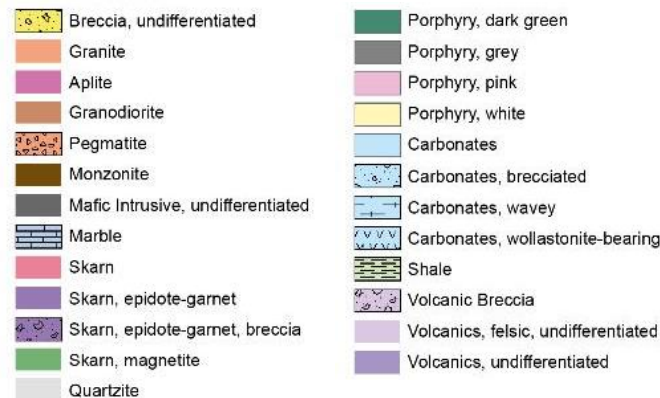 Breccia, undifferentiated
Granite
Aplite
Granodiorite
Pegmatite
Monzonite
Mafic Intrusive, undifferentiated
Marble
Skarn
Skarn, epidote-garnet
Skarn, epidote-garnet, breccia
Skarn, magnetite
Quartzite
Porphyry, dark green
Porphyry, grey
Porphyry, pink
Porphyry, white
Carbonates
Carbonates, brecciated
Carbonates, wavey
Carbonates, wollastonite-bearing
Shale
Volcanic Breccia
Volcanics, felsic, undifferentiated
Volcanics, undifferentiated